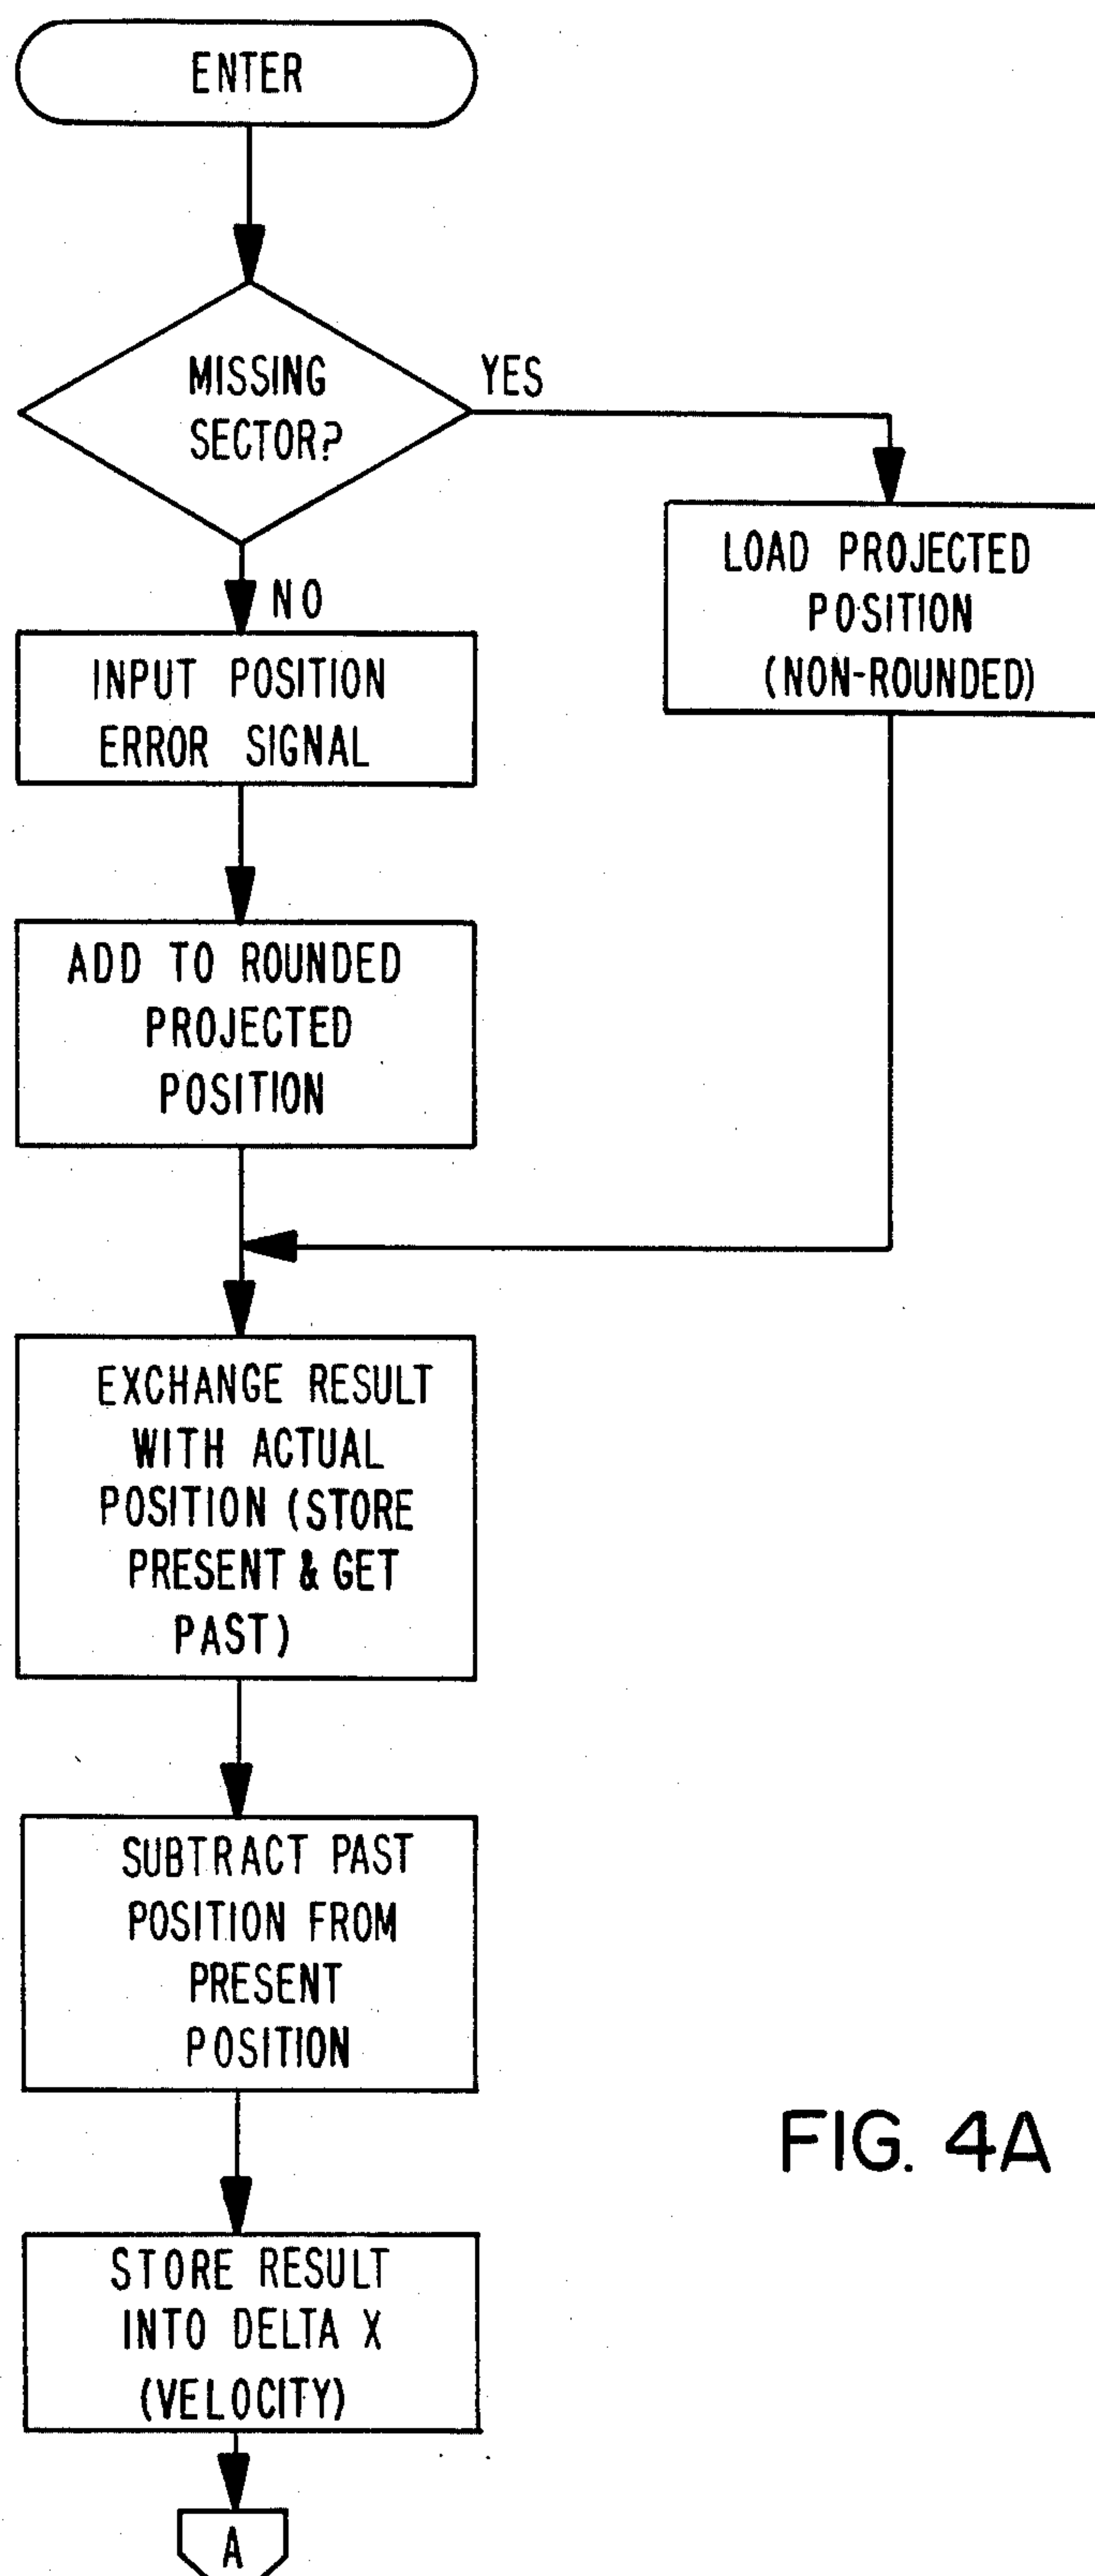 ENTER
MISSING
SECTOR?
YES
NO
LOAD PROJECTED
POSITION
(NON-ROUNDED)
INPUT POSITION
ERROR SIGNAL
ADD TO ROUNDED
PROJECTED
POSITION
EXCHANGE RESULT
WITH ACTUAL
POSITION (STORE
PRESENT & GET
PAST)
SUBTRACT PAST
POSITION FROM
PRESENT
POSITION
STORE RESULT
INTO DELTA X
(VELOCITY)
A
FIG. 4A